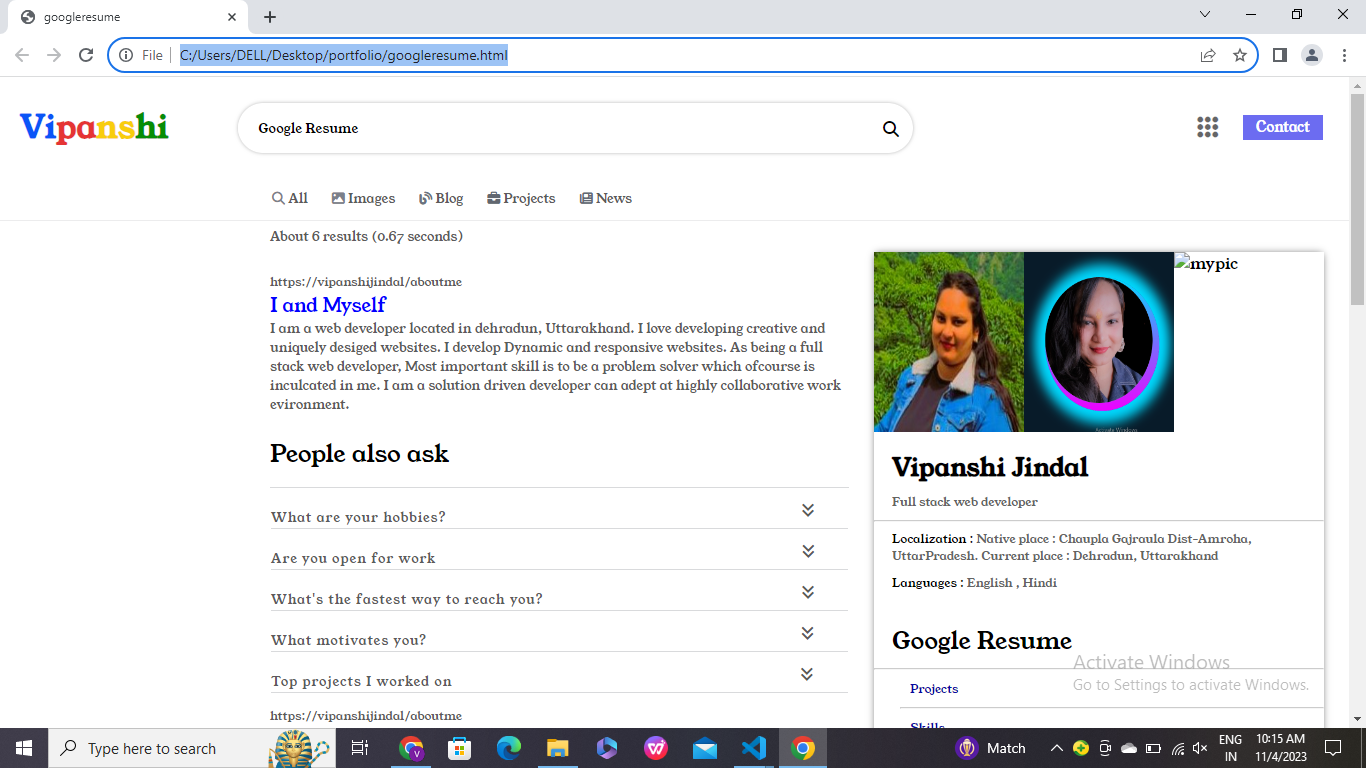 googleresume
File
C:/Users/DELL/Desktop/portfolio/googleresume.html
Vipanshi
Google Resume
Contact
All
Images
Blog
Projects
News
About 6 results (0.67 seconds)
https://vipanshijindal/aboutme
I and Myself
I am a web developer located in dehradun, Uttarakhand. I love developing creative and
uniquely desiged websites. I develop Dynamic and responsive websites. As being a full
stack web developer, Most important skill is to be a problem solver which ofcourse is
inculcated in me. I am a solution driven developer can adept at highly collaborative work
evironment.
People also ask
What are your hobbies?
Are you open for work
What's the fastest way to reach you?
What motivates you?
Top projects I worked on
https://vipanshijindal/aboutme
mypic
Activate Windows
Vipanshi Jindal
Full stack web developer
Localization : Native place : Chaupla Gajraula Dist-Amroha,
UttarPradesh. Current place : Dehradun, Uttarakhand
Languages : English , Hindi
Google Resume
Projects
Skills
Activate Windows
Go to Settings to activate Windows.
Type here to search
V
Match
ENG
IN
10:15 AM
11/4/2023